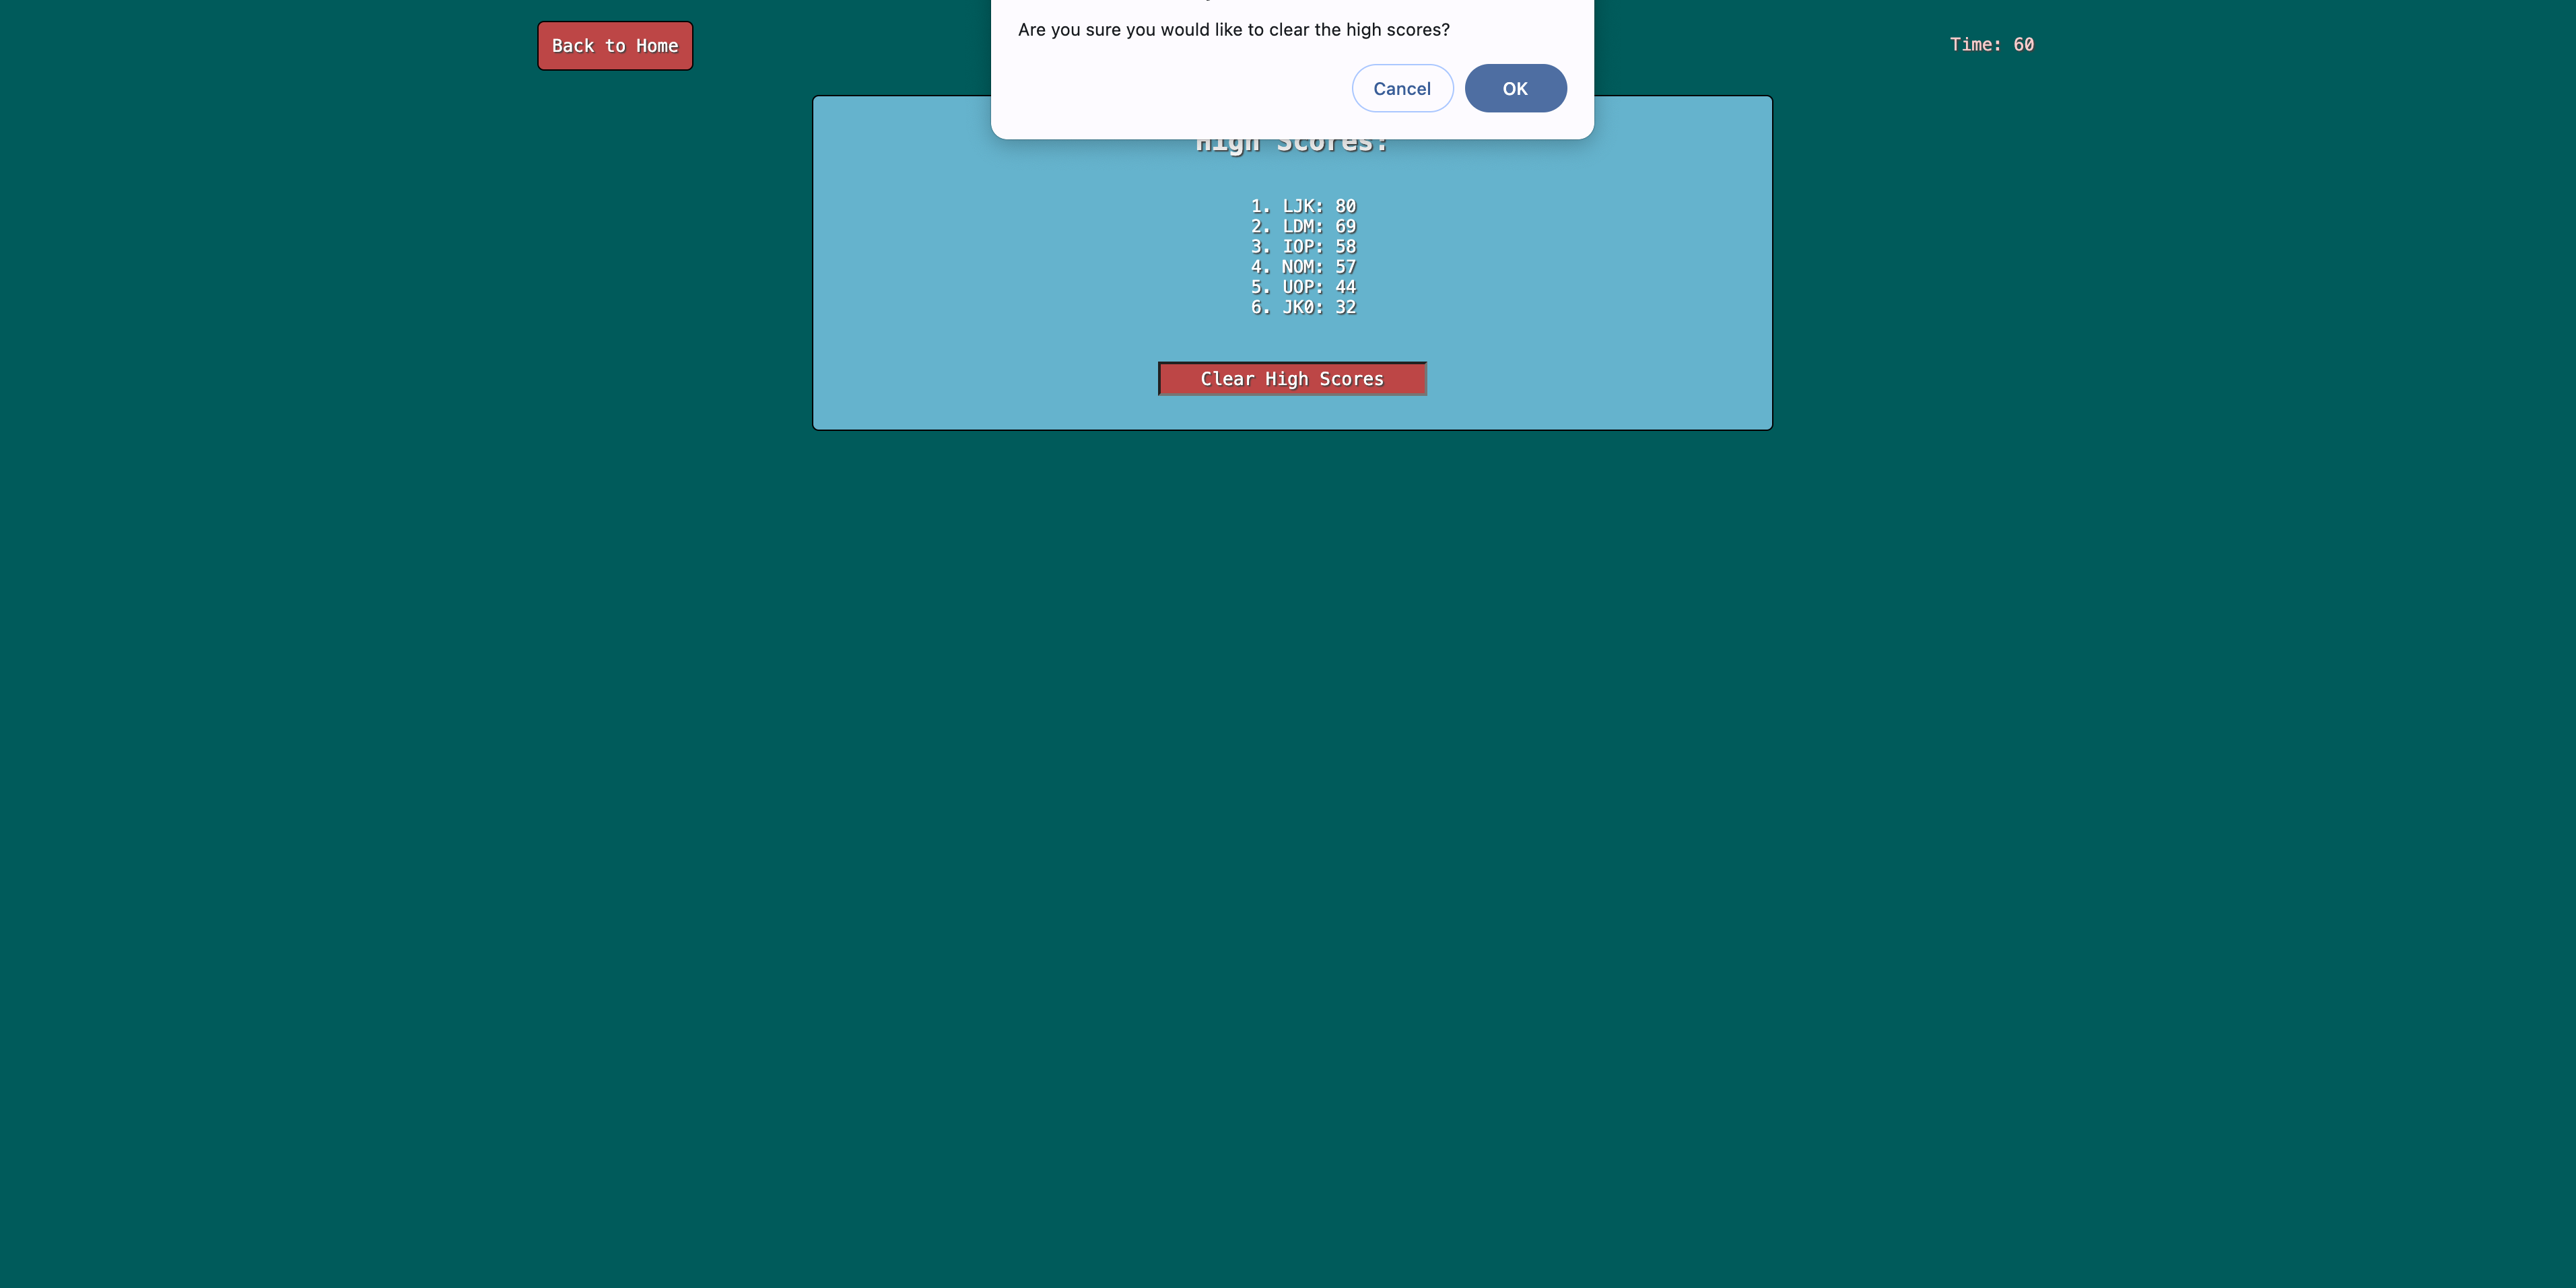 Are you sure you would like to clear the high scores?
Back to Home
Time: 60
Cancel
OK
High Scores:
1. LJK: 80
2. LDM: 69
3. IOP: 58
4. NOM: 57
5. UOP: 44
6. JK0: 32
Clear High Scores